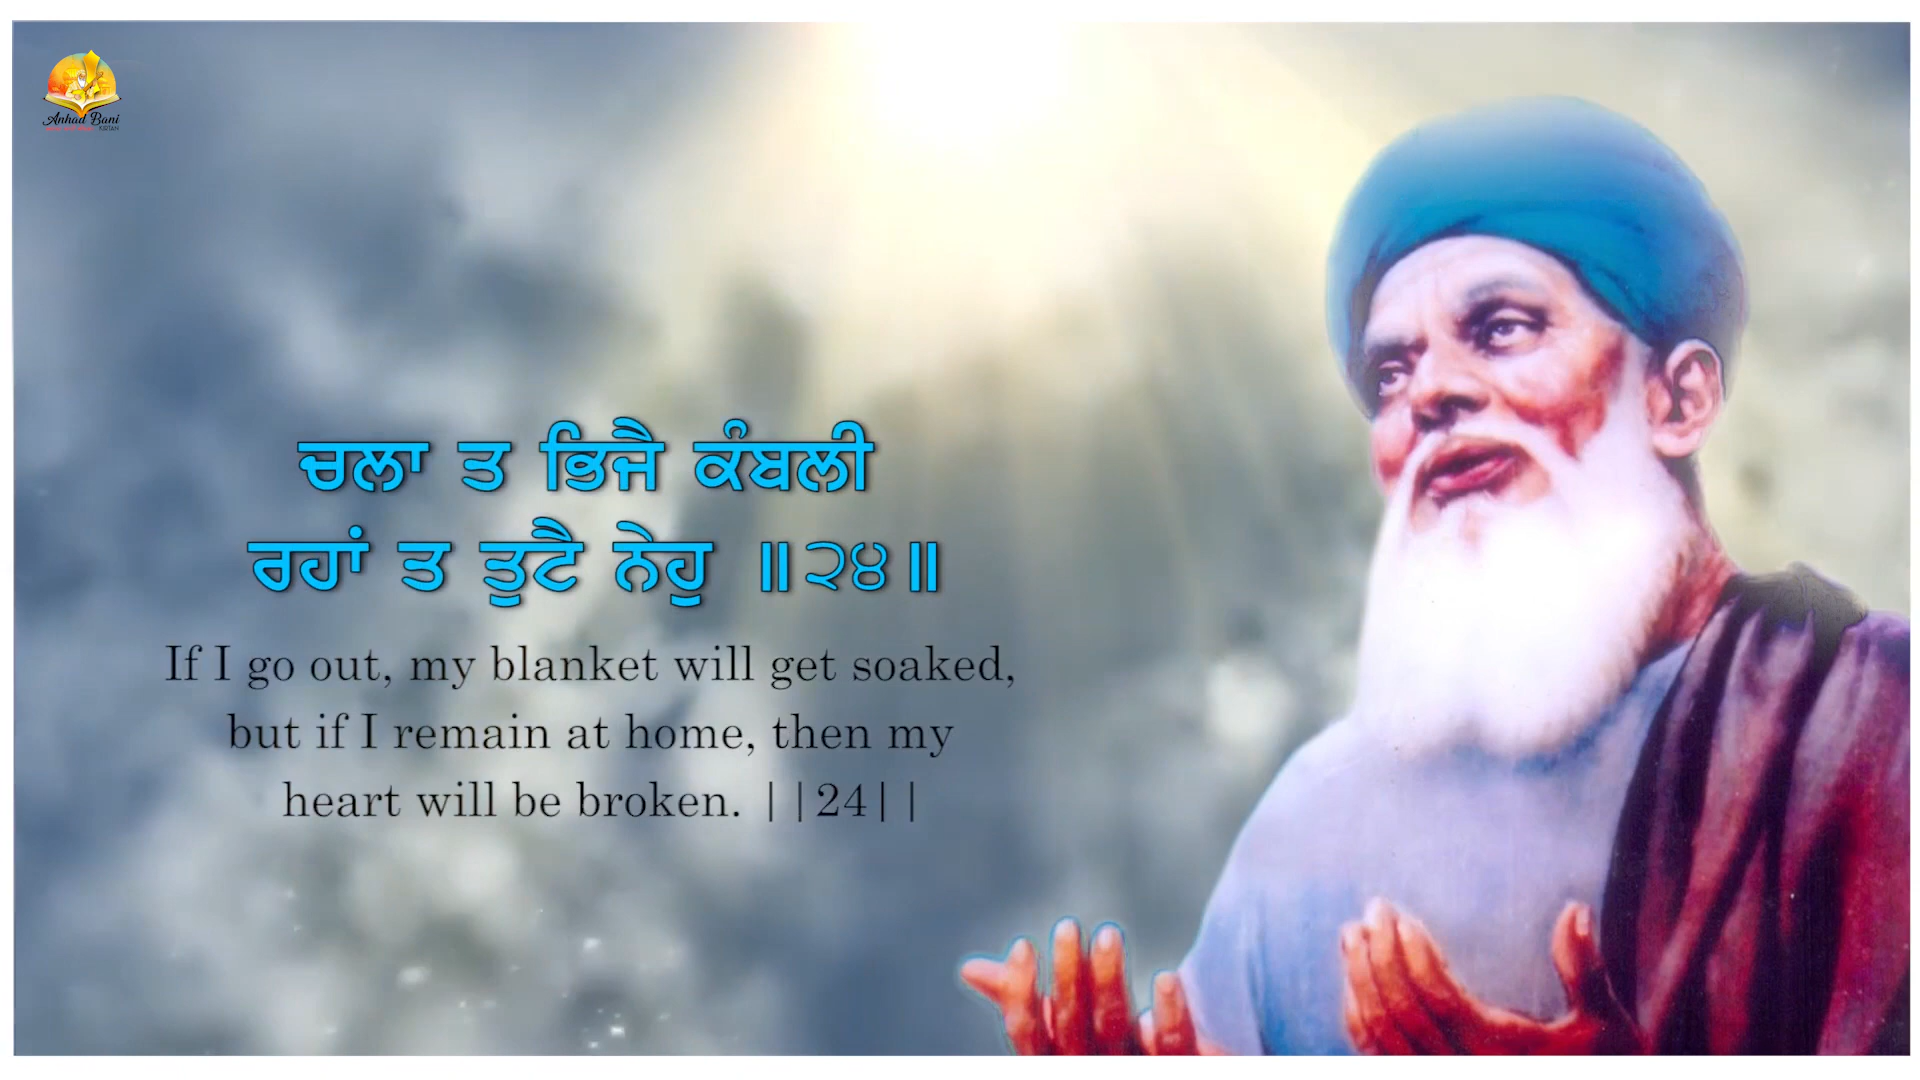 Anhad Bani
ਚਲਾ ਤ ਭਿਜੈ ਕੰਬਲੀ
ਰਹਾਂ ਤ ਤੁਟੈ ਨੇਹੁ ॥੨੪॥
If I go out, my blanket will get soaked,
but if I remain at home, then my
heart will be broken. ||24||